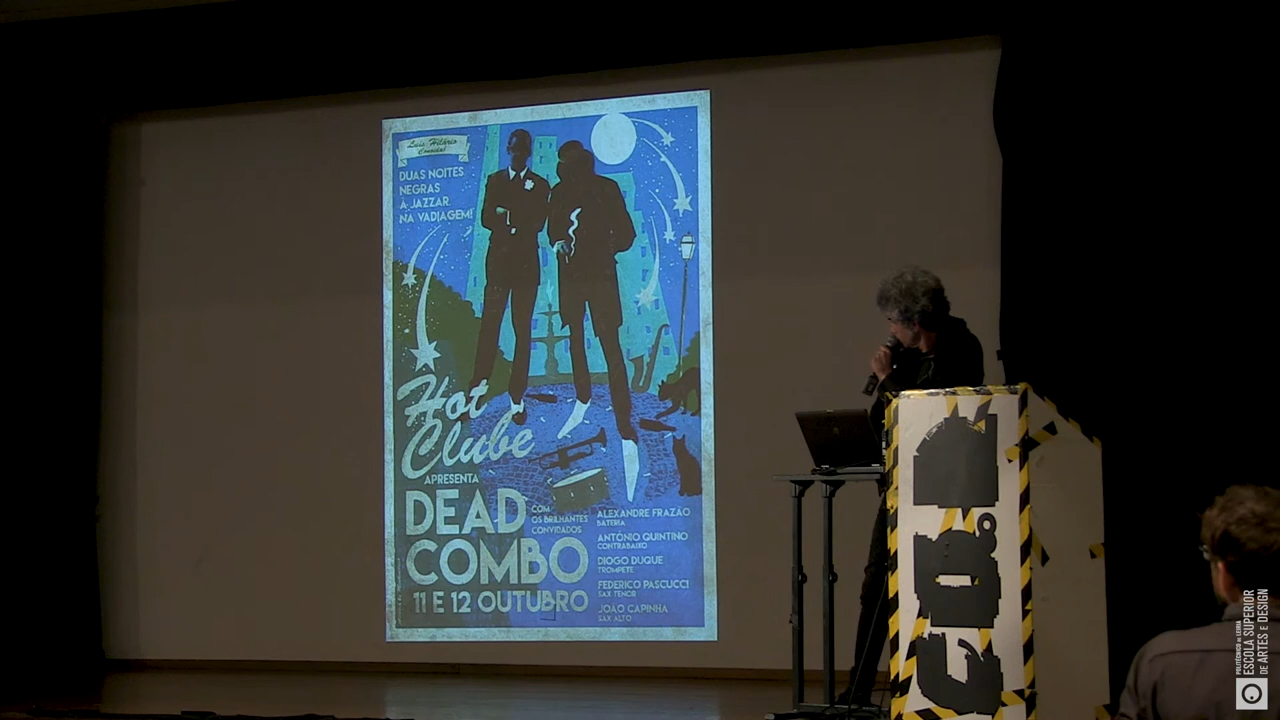 Luis Hilário
Convida!
DUAS NOITES
NEGRAS
A JAZZAR
NA VADIAGEM!
Hot
Clube
APRESENTA
DEAD
COMBO
11 E 12 OUTUBRO
COM
OS BRILHANTES
CONVIDADOS
ALEXANDRE FRAZÃO
BATERIA
ANTÓNIO QUINTINO
CONTRABAIXO
DIOGO DUQUE
TROMPETE
FEDERICO PASCUCCI
SAX TENOR
JOÃO CAPINHA
SAX ALTO
POLITÉCNICO DE LEIRIA
ESCOLA SUPERIOR
DE ARTES E DESIGN